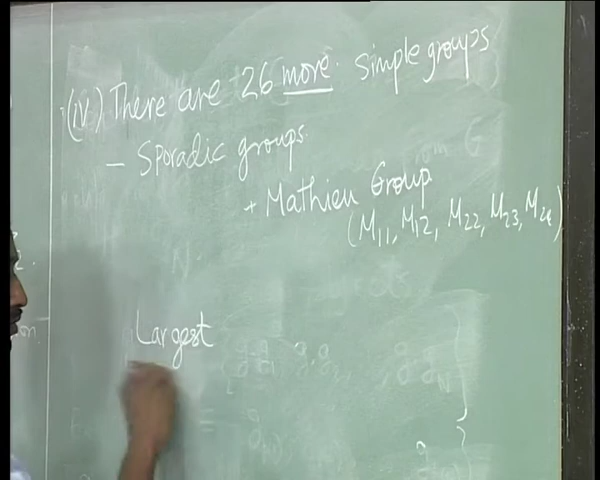 (iv) There are 26 more simple groups
- Sporadic groups.
+ Mathieu Group
(M11, M12, M22, M23, M24)
Largest